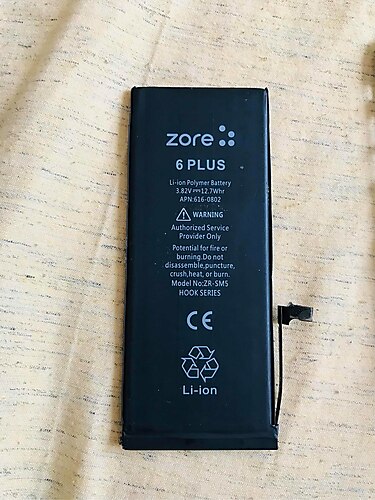 zore
6 PLUS
Li-ion Polymer Battery
3.82V⎓12.7Whr
APN:616-0802
WARNING
Authorized Service
Provider Only
Potential for fire or
burning.Do not
disassemble,puncture,
crush,heat, or burn.
Model No:ZR-SM5
HOOK SERIES
CE
Li-ion